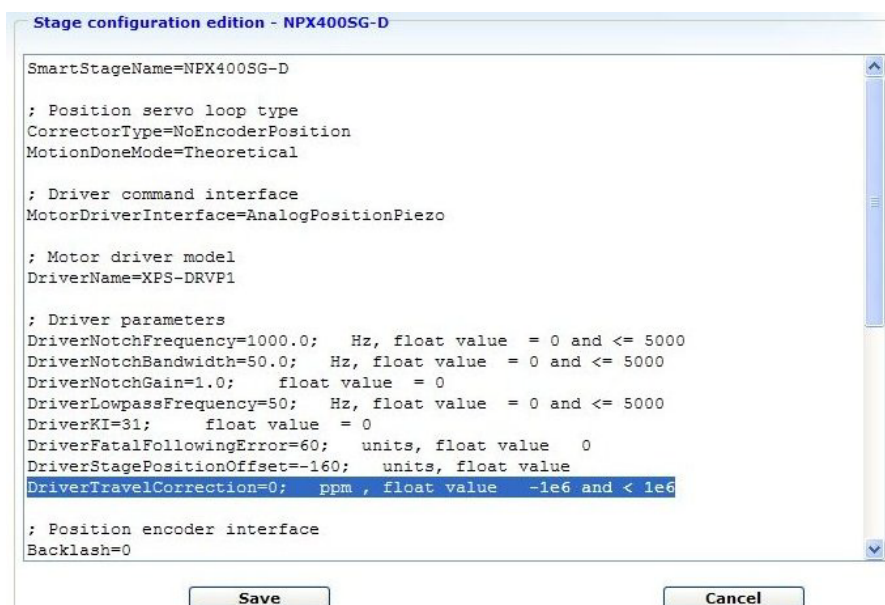 Stage configuration edition - NPX400SG-D
SmartStageName=NPX400SG-D
; Position servo loop type
CorrectorType=NoEncoderPosition
MotionDoneMode=Theoretical
; Driver command interface
MotorDriverInterface=AnalogPositionPiezo
; Motor driver model
DriverName=XPS-DRVP1
; Driver parameters
DriverNotchFrequency=1000.0;   Hz, float value  = 0 and <= 5000
DriverNotchBandwidth=50.0;   Hz, float value  = 0 and <= 5000
DriverNotchGain=1.0;    float value  = 0
DriverLowpassFrequency=50;   Hz, float value  = 0 and <= 5000
DriverKI=31;     float value  = 0
DriverFatalFollowingError=60;   units, float value   0
DriverStagePositionOffset=-160;   units, float value
DriverTravelCorrection=0;   ppm , float value   -1e6 and < 1e6
; Position encoder interface
Backlash=0
Save
Cancel